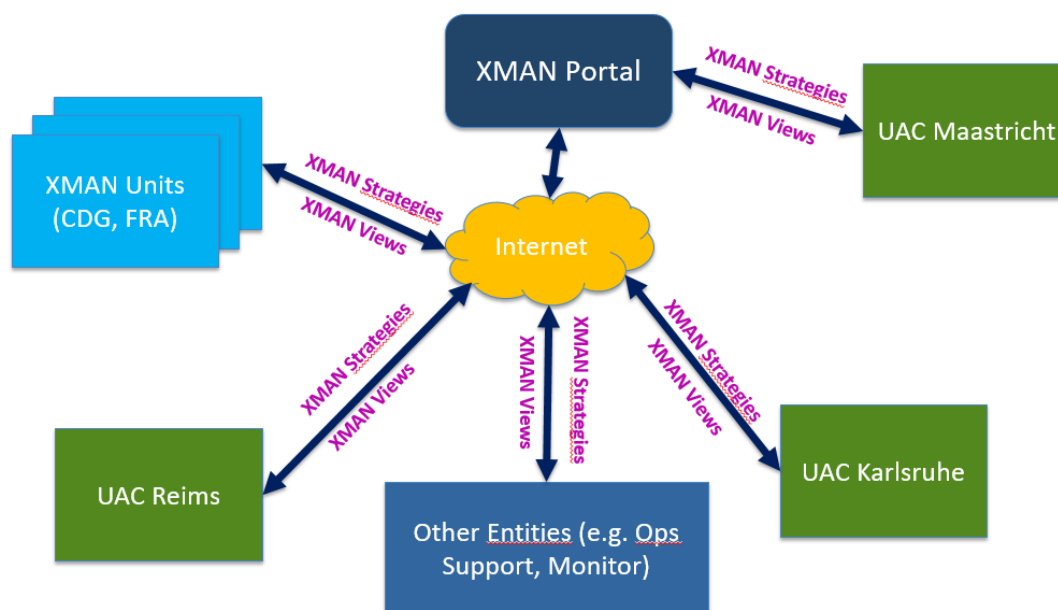 XMAN Portal
XMAN Strategies
XMAN Views
UAC Maastricht
XMAN Units
(CDG, FRA)
XMAN Strategies
XMAN Views
Internet
XMAN Strategies
XMAN Views
XMAN Views
XMAN Strategies
XMAN Strategies
XMAN Views
UAC Reims
Other Entities (e.g. Ops
Support, Monitor)
UAC Karlsruhe